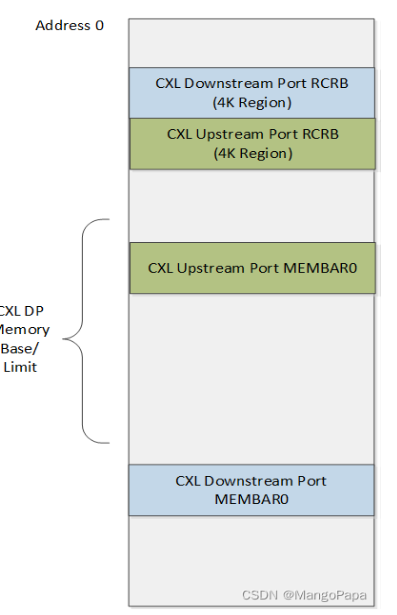 Address 0
CXL Downstream Port RCRB
(4K Region)
CXL Upstream Port RCRB
(4K Region)
CXL Upstream Port MEMBAR0
CXL DP
Memory
Base/
Limit
CXL Downstream Port
MEMBAR0
CSDN @MangoPapa